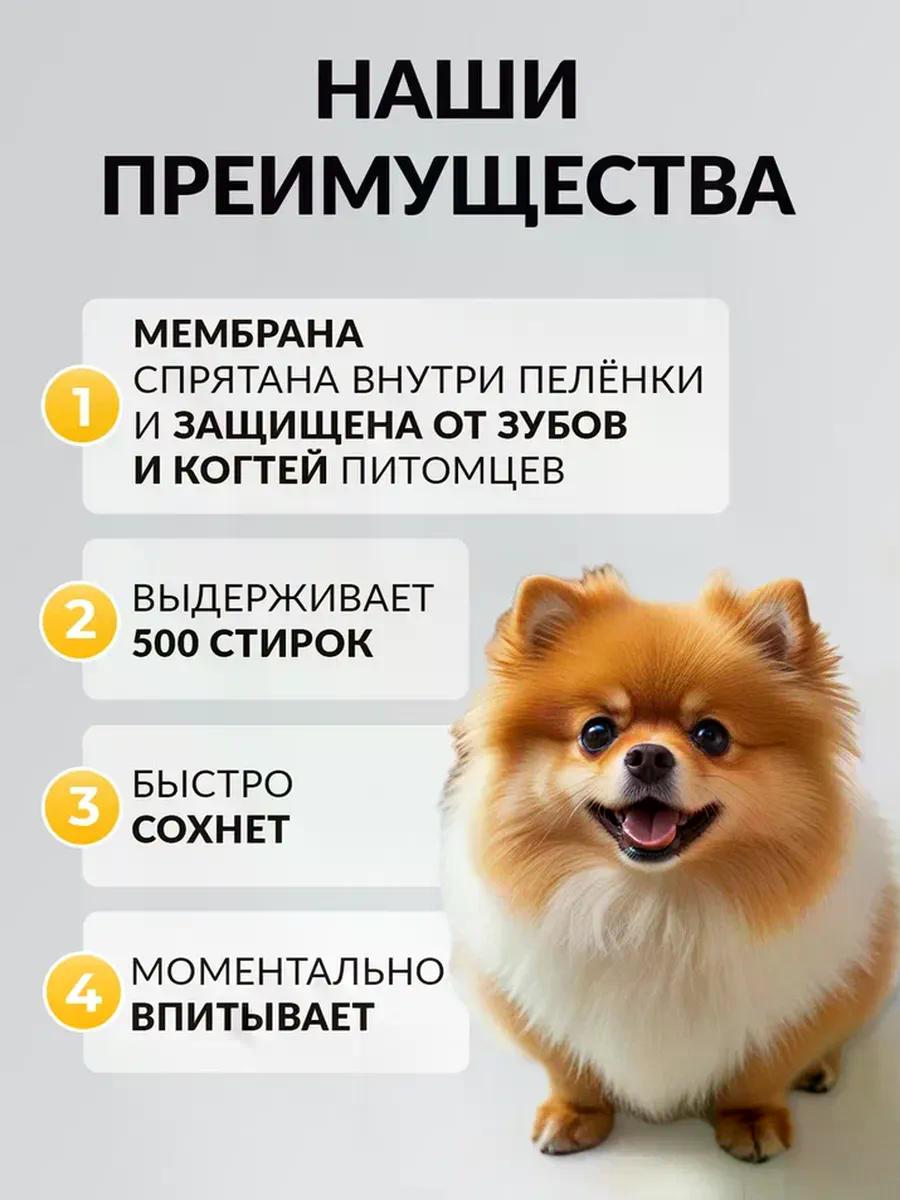 НАШИ
ПРЕИМУЩЕСТВА
1
МЕМБРАНА
СПРЯТАНА ВНУТРИ ПЕЛЁНКИ
И ЗАЩИЩЕНА ОТ ЗУБОВ
И КОГТЕЙ ПИТОМЦЕВ
2
ВЫДЕРЖИВАЕТ
500 СТИРОК
3
БЫСТРО
СОХНЕТ
4
МОМЕНТАЛЬНО
ВПИТЫВАЕТ